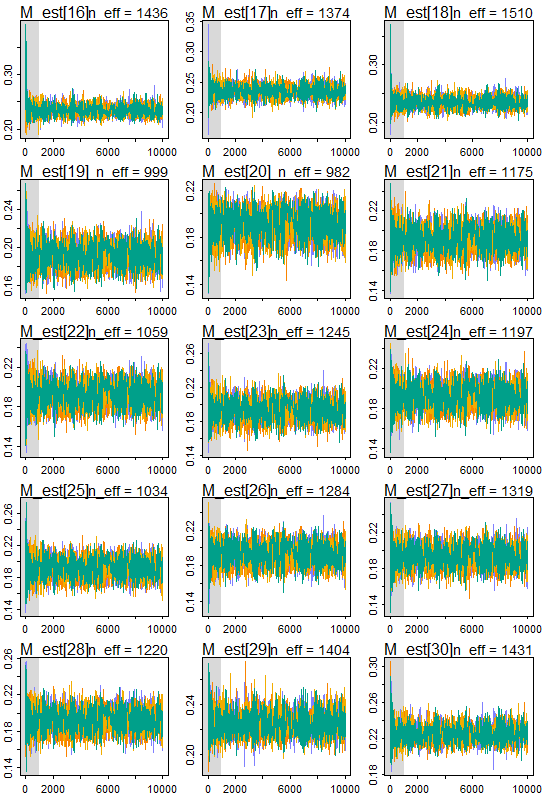 M_est[16]n_eff = 1436 M_est[17]n_eff = 1374 M_est[18]n_eff = 1510
0.20 0.30 0.20 0.25 0.30 0.35 0.20 0.30
0 2000 6000 10000 0 2000 6000 10000 0 2000 6000 10000
M_est[19] n_eff = 999 M_est[20] n_eff = 982 M_est[21]n_eff = 1175
0.16 0.20 0.24 0.14 0.18 0.22 0.14 0.18 0.22
0 2000 6000 10000 0 2000 6000 10000 0 2000 6000 10000
M_est[22]n_eff = 1059 M_est[23]n_eff = 1245 M_est[24]n_eff = 1197
0.14 0.18 0.22 0.14 0.18 0.22 0.26 0.14 0.18 0.22
0 2000 6000 10000 0 2000 6000 10000 0 2000 6000 10000
M_est[25]n_eff = 1034 M_est[26]n_eff = 1284 M_est[27]n_eff = 1319
0.14 0.18 0.22 0.26 0.14 0.18 0.22 0.14 0.18 0.22
0 2000 6000 10000 0 2000 6000 10000 0 2000 6000 10000
M_est[28]n_eff = 1220 M_est[29]n_eff = 1404 M_est[30]n_eff = 1431
0.14 0.18 0.22 0.26 0.20 0.24 0.18 0.22 0.26 0.30
0 2000 6000 10000 0 2000 6000 10000 0 2000 6000 10000